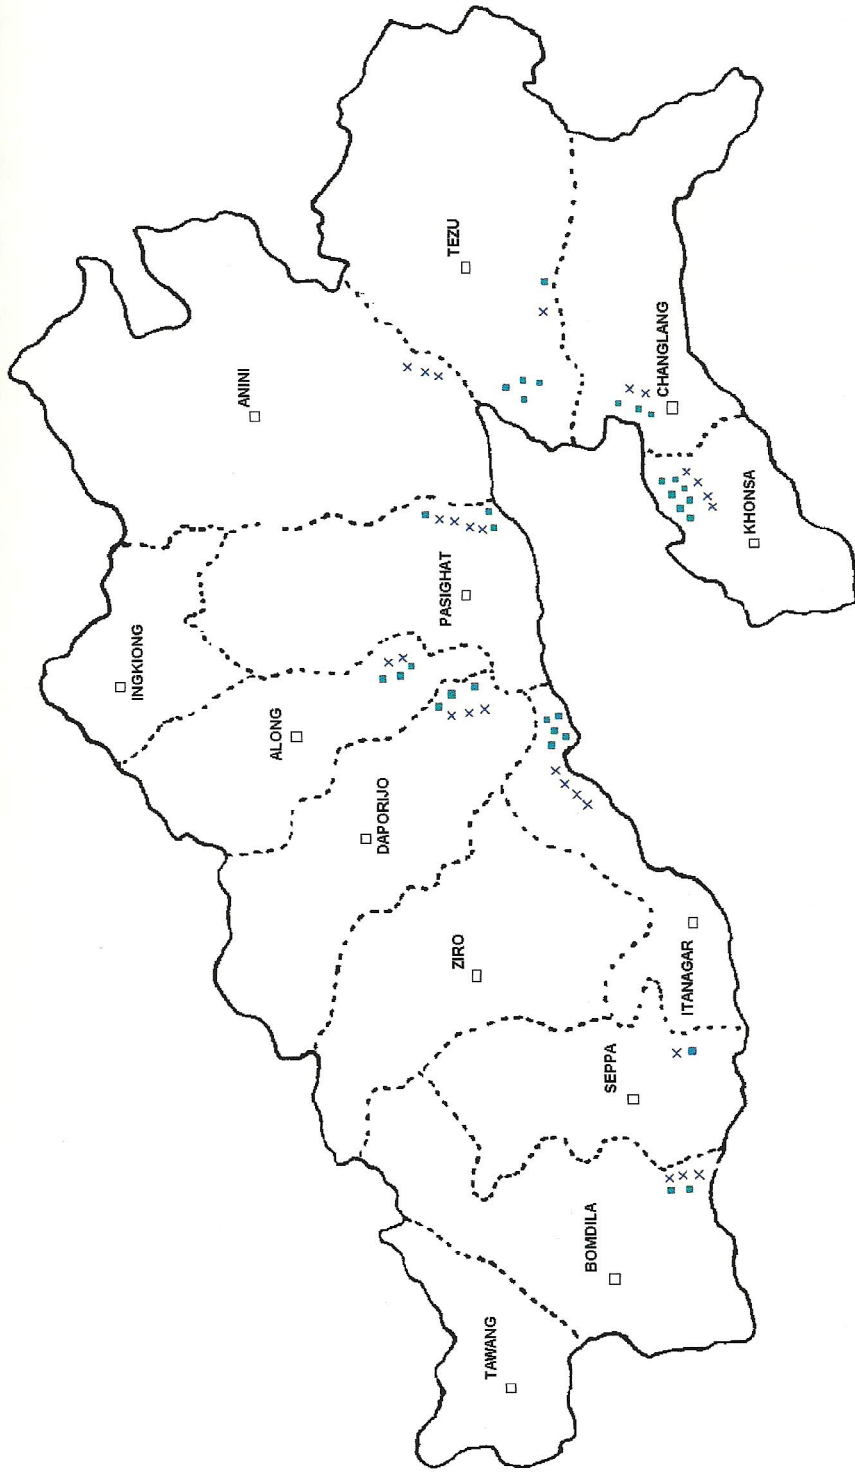 TAWANG
BOMDILA
SEPPA
ITANAGAR
ZIRO
DAPORIJO
ALONG
INGKIONG
PASIGHAT
ANINI
TEZU
CHANGLANG
KHONSA